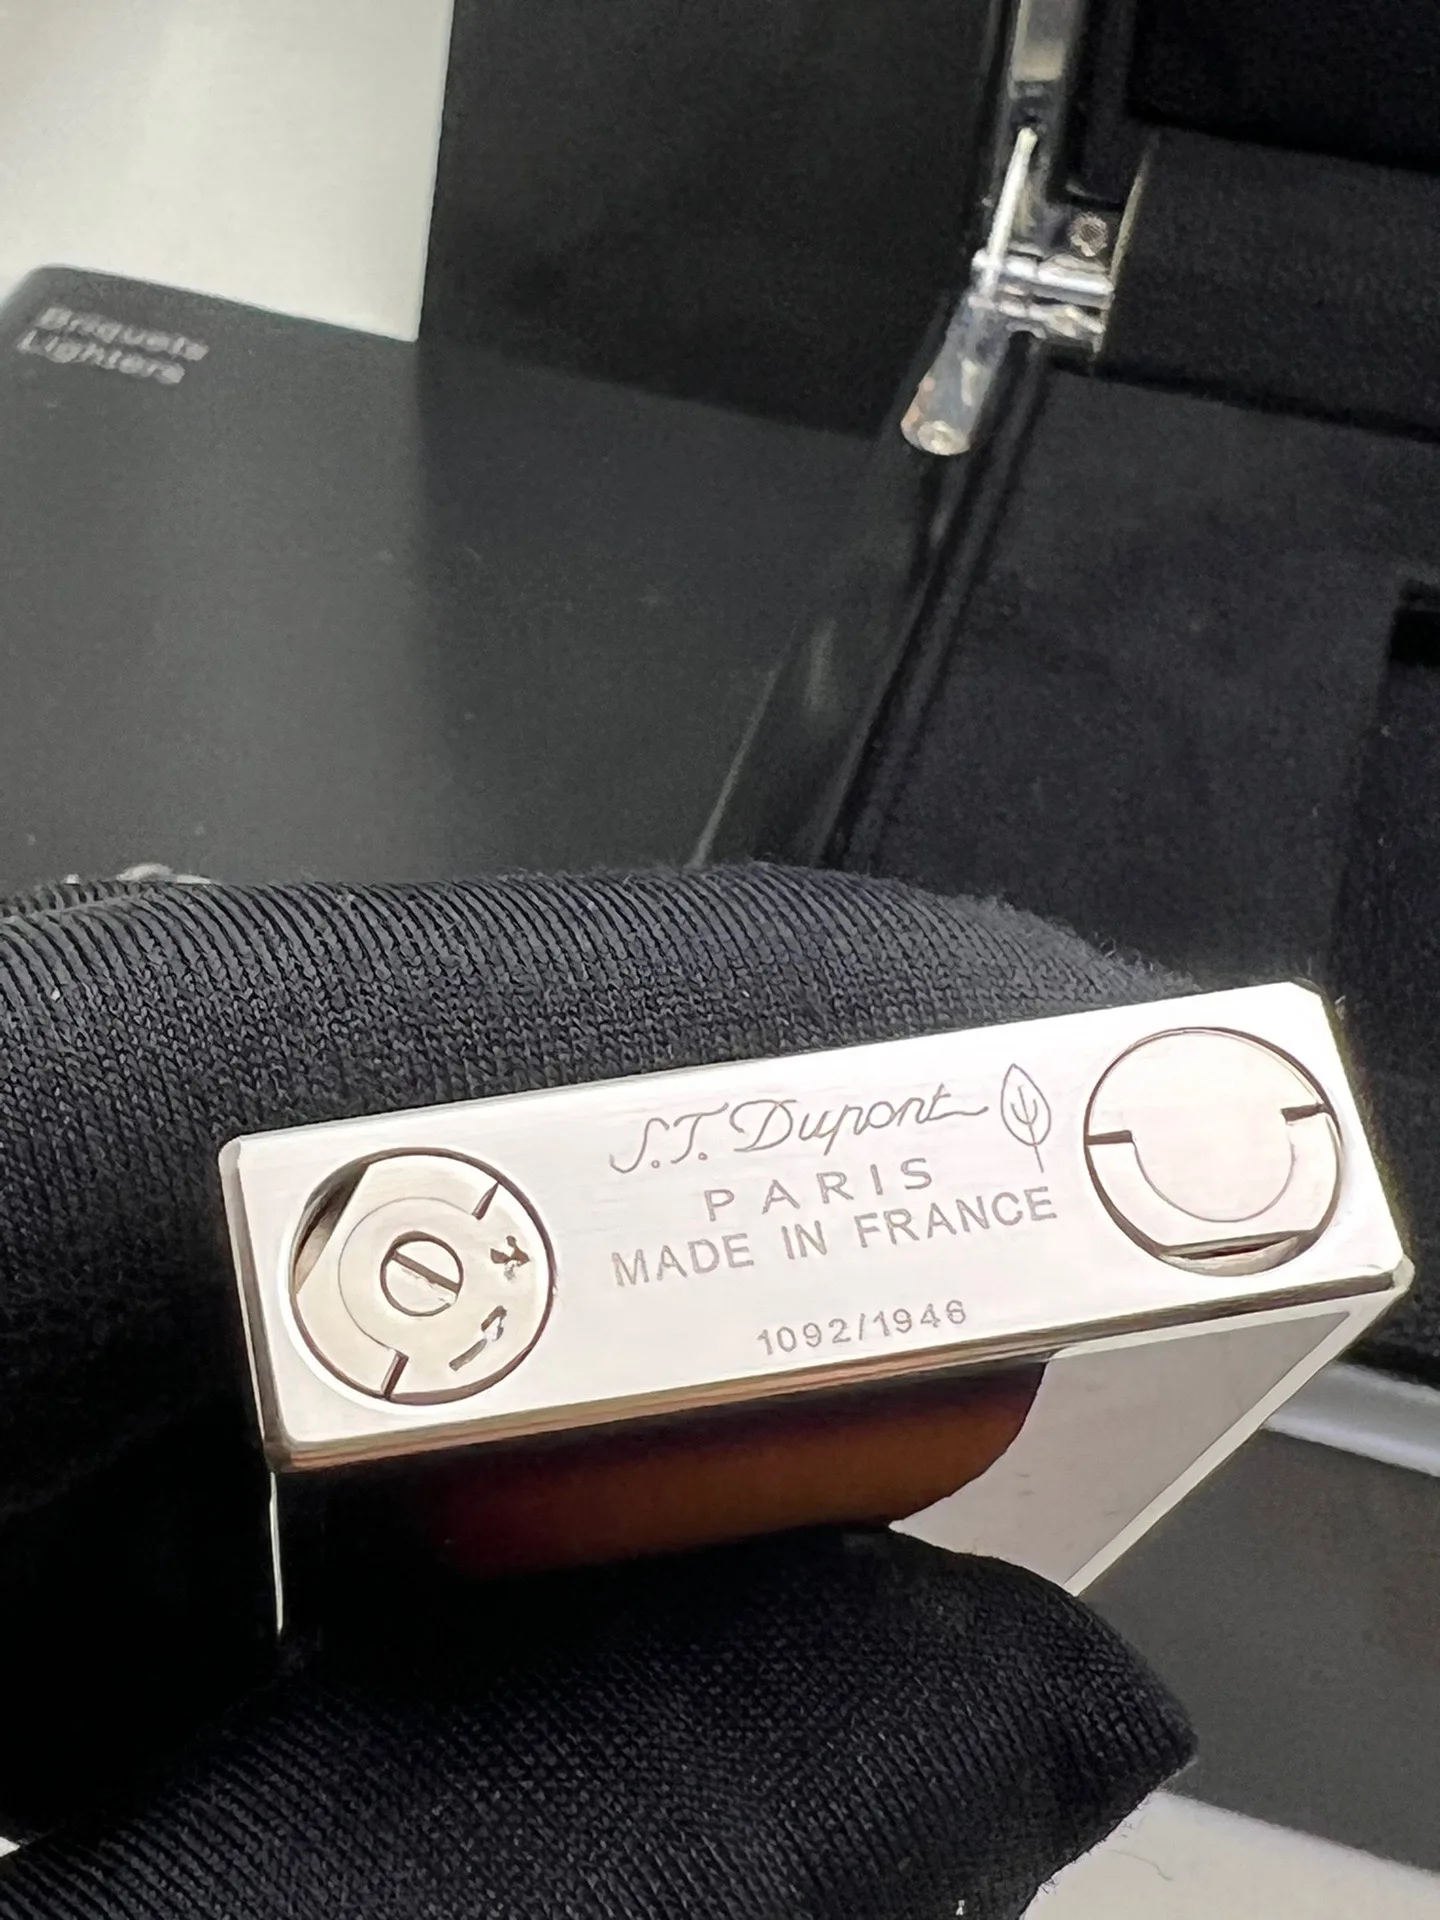 Briquets
Lighters
S.T. Dupont
PARIS
MADE IN FRANCE
1092/1946
+
-